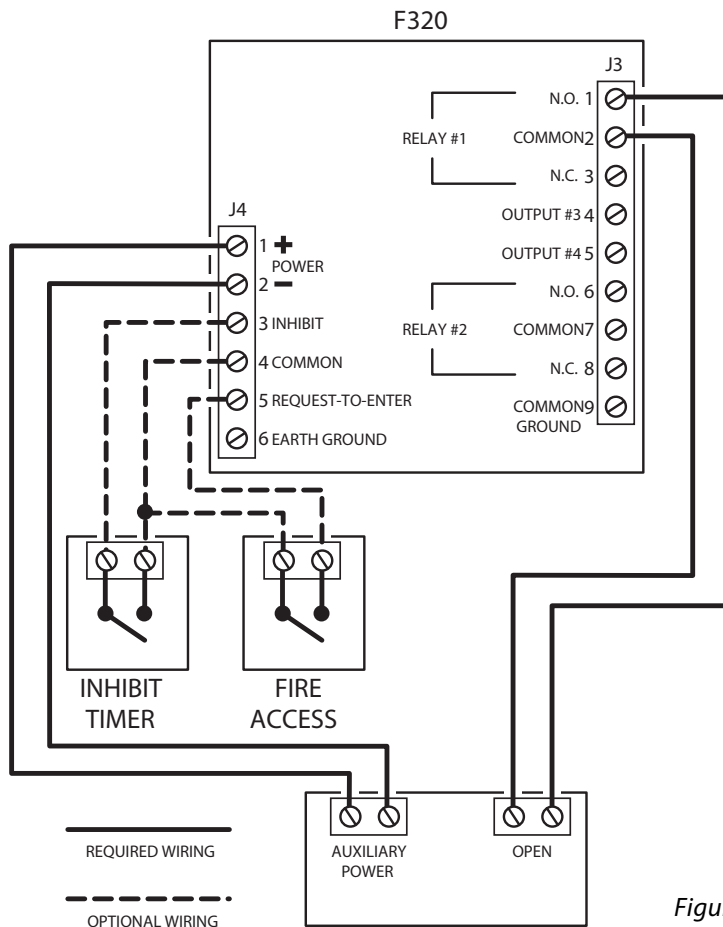 F320
J3
N.O. 1
RELAY #1
COMMON2
N.C. 3
OUTPUT #3 4
OUTPUT #4 5
N.O. 6
RELAY #2
COMMON7
N.C. 8
COMMON9
GROUND
J4
1 +
POWER
2 −
3 INHIBIT
4 COMMON
5 REQUEST-TO-ENTER
6 EARTH GROUND
INHIBIT
TIMER
FIRE
ACCESS
REQUIRED WIRING
OPTIONAL WIRING
AUXILIARY
POWER
OPEN